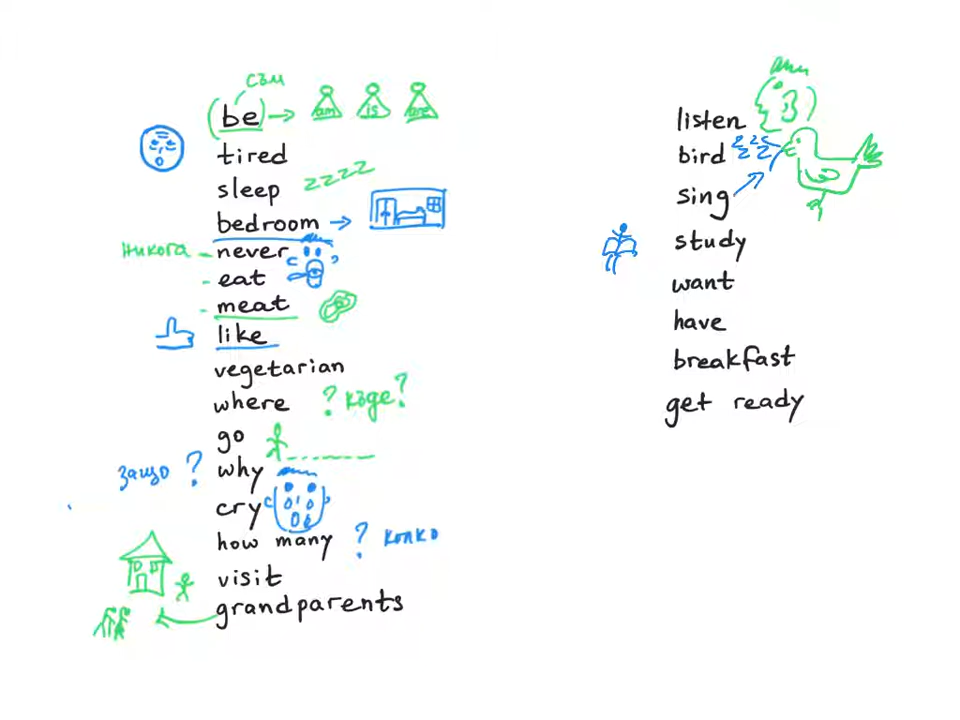 съм
(be) → am is are
tired
sleep zzzz
bedroom →
никога - never
- eat
- meat
like
vegetarian
where ? къде?
go
защо ? why
cry
how many ? колко
visit
grandparents
listen
bird zzzzz
sing
study
want
have
breakfast
get ready